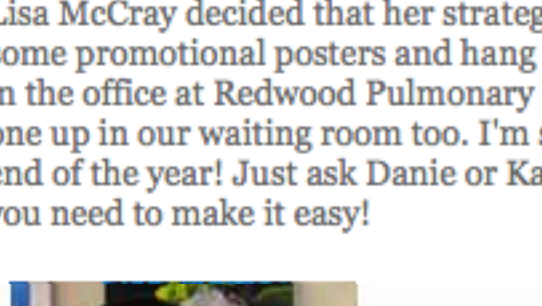 Lisa McCray decided that her strateg
some promotional posters and hang
in the office at Redwood Pulmonary
one up in our waiting room too. I'm s
end of the year! Just ask Danie or Ka
you need to make it easy!